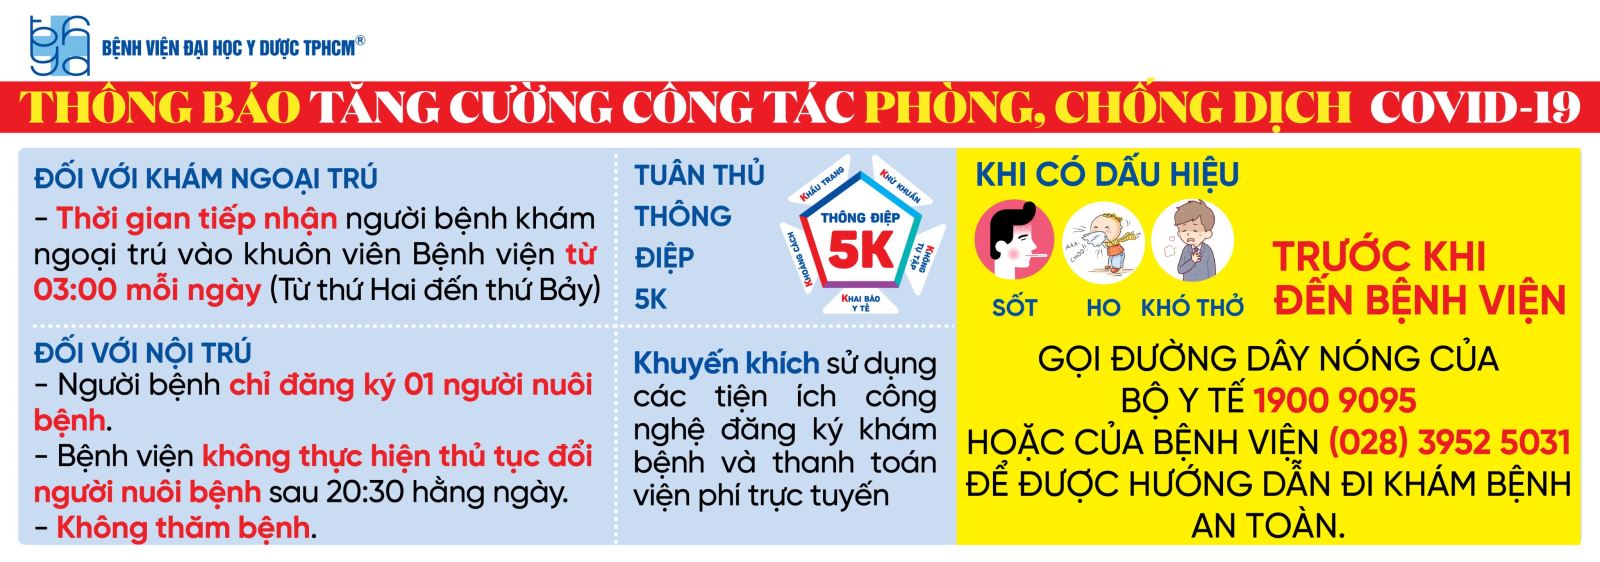 BỆNH VIỆN ĐẠI HỌC Y DƯỢC TPHCM®
THÔNG BÁO TĂNG CƯỜNG CÔNG TÁC PHÒNG, CHỐNG DỊCH COVID-19
ĐỐI VỚI KHÁM NGOẠI TRÚ
- Thời gian tiếp nhận người bệnh khám
ngoại trú vào khuôn viên Bệnh viện từ
03:00 mỗi ngày (Từ thứ Hai đến thứ Bảy)
ĐỐI VỚI NỘI TRÚ
- Người bệnh chỉ đăng ký 01 người nuôi
bệnh.
- Bệnh viện không thực hiện thủ tục đổi
người nuôi bệnh sau 20:30 hằng ngày.
- Không thăm bệnh.
TUÂN THỦ
THÔNG
ĐIỆP
5K
KHẨU TRANG
KHỬ KHUẨN
KHOẢNG CÁCH
THÔNG ĐIỆP
5K
KHÔNG
TỤ TẬP
KHAI BÁO
Y TẾ
Khuyến khích sử dụng
các tiện ích công
nghệ đăng ký khám
bệnh và thanh toán
viện phí trực tuyến
KHI CÓ DẤU HIỆU
AAA..
CHOO!
SỐT
HO
KHÓ THỞ
TRƯỚC KHI
ĐẾN BỆNH VIỆN
GỌI ĐƯỜNG DÂY NÓNG CỦA
BỘ Y TẾ 1900 9095
HOẶC CỦA BỆNH VIỆN (028) 3952 5031
ĐỂ ĐƯỢC HƯỚNG DẪN ĐI KHÁM BỆNH
AN TOÀN.